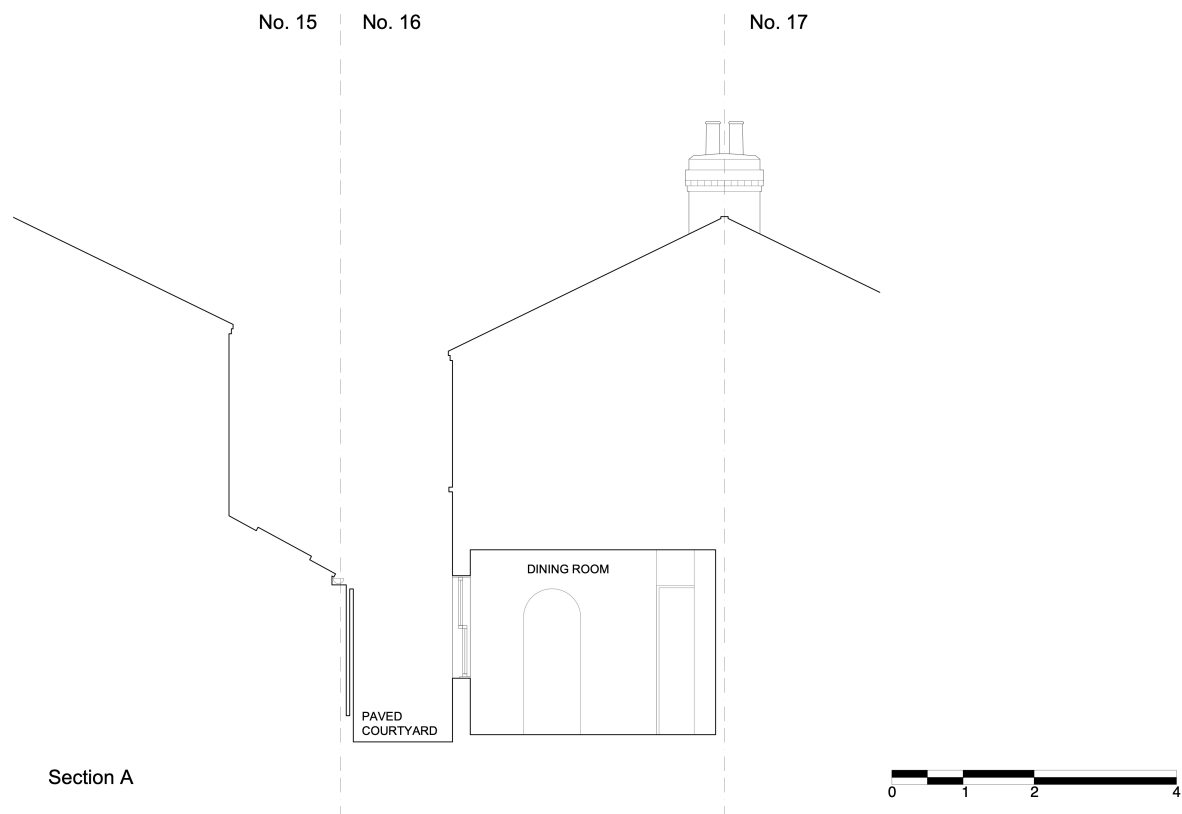 No. 15 No. 16 No. 17
DINING ROOM
PAVED
COURTYARD
Section A
0 1 2 4